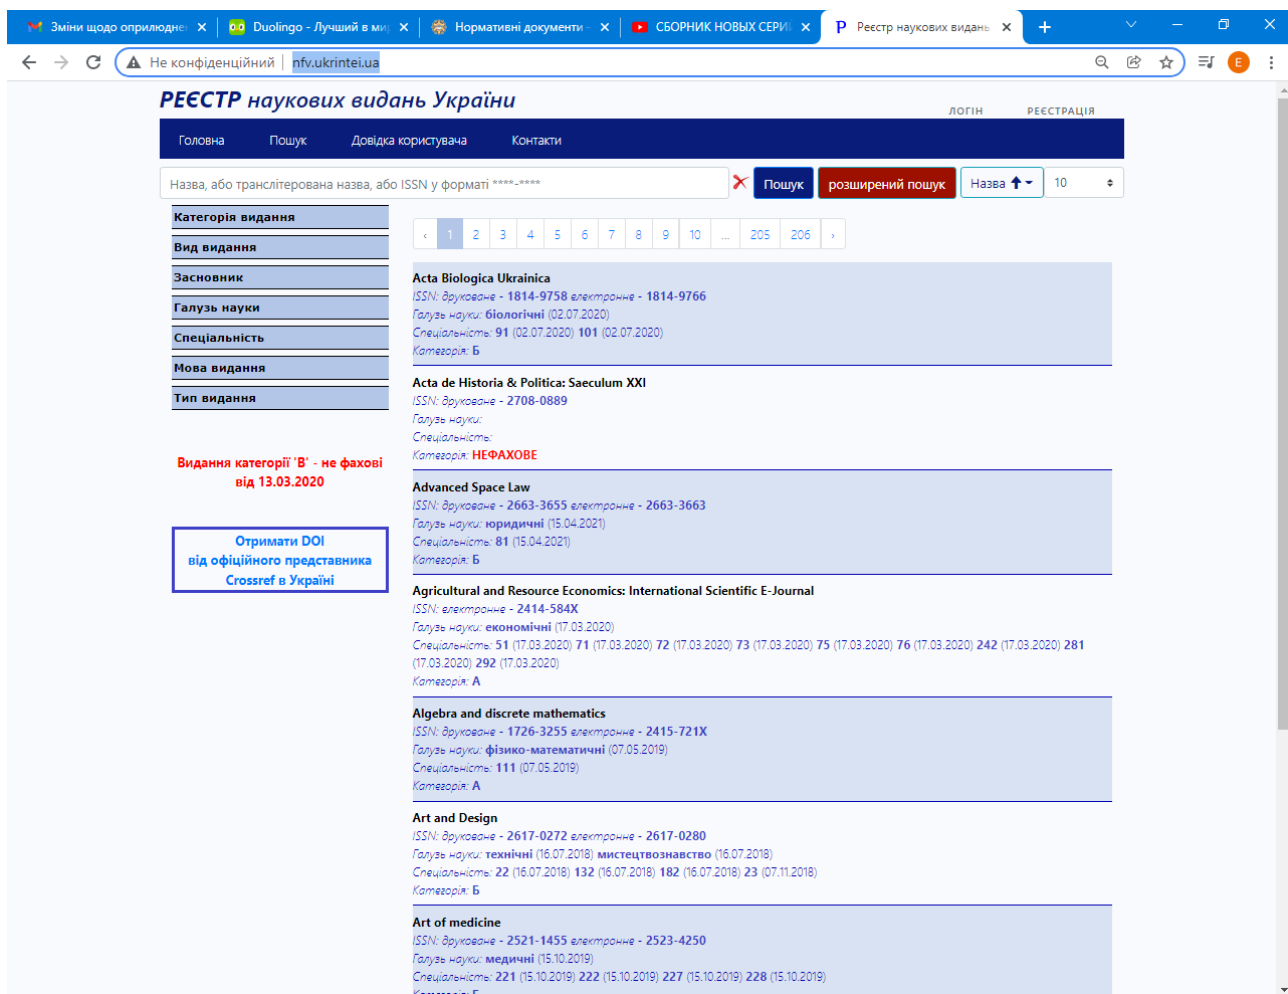 Зміни щодо оприлюдне
Duolingo - Лучший в ми
Нормативні документи –
СБОРНИК НОВЫХ СЕРИ
Реєстр наукових видань
Не конфіденційний | nfv.ukrintei.ua
E
РЕЄСТР наукових видань України
ЛОГІН РЕЄСТРАЦІЯ
Головна Пошук Довідка користувача Контакти
Назва, або транслітерована назва, або ISSN у форматі ****-****
Пошук розширений пошук Назва 10
Категорія видання
Вид видання
Засновник
Галузь науки
Спеціальність
Мова видання
Тип видання
Видання категорії 'В' - не фахові
від 13.03.2020
Отримати DOI
від офіційного представника
Crossref в Україні
‹ 1 2 3 4 5 6 7 8 9 10 ... 205 206 ›
Acta Biologica Ukrainica
ISSN: друковане - 1814-9758 електронне - 1814-9766
Галузь науки: біологічні (02.07.2020)
Спеціальність: 91 (02.07.2020) 101 (02.07.2020)
Категорія: Б
Acta de Historia & Politica: Saeculum XXI
ISSN: друковане - 2708-0889
Галузь науки:
Спеціальність:
Категорія: НЕФАХОВЕ
Advanced Space Law
ISSN: друковане - 2663-3655 електронне - 2663-3663
Галузь науки: юридичні (15.04.2021)
Спеціальність: 81 (15.04.2021)
Категорія: Б
Agricultural and Resource Economics: International Scientific E-Journal
ISSN: електронне - 2414-584X
Галузь науки: економічні (17.03.2020)
Спеціальність: 51 (17.03.2020) 71 (17.03.2020) 72 (17.03.2020) 73 (17.03.2020) 75 (17.03.2020) 76 (17.03.2020) 242 (17.03.2020) 281
(17.03.2020) 292 (17.03.2020)
Категорія: А
Algebra and discrete mathematics
ISSN: друковане - 1726-3255 електронне - 2415-721X
Галузь науки: фізико-математичні (07.05.2019)
Спеціальність: 111 (07.05.2019)
Категорія: А
Art and Design
ISSN: друковане - 2617-0272 електронне - 2617-0280
Галузь науки: технічні (16.07.2018) мистецтвознавство (16.07.2018)
Спеціальність: 22 (16.07.2018) 132 (16.07.2018) 182 (16.07.2018) 23 (07.11.2018)
Категорія: Б
Art of medicine
ISSN: друковане - 2521-1455 електронне - 2523-4250
Галузь науки: медичні (15.10.2019)
Спеціальність: 221 (15.10.2019) 222 (15.10.2019) 227 (15.10.2019) 228 (15.10.2019)